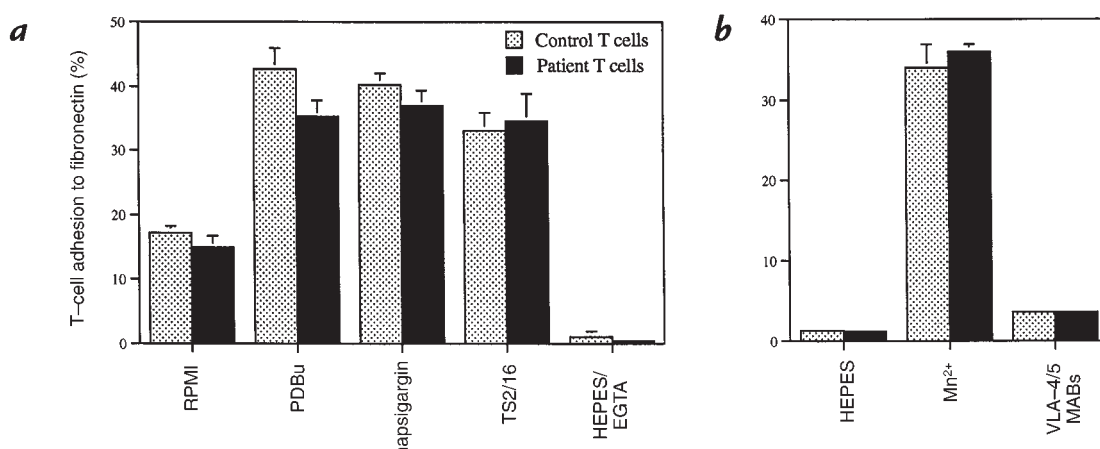 a
T–cell adhesion to fibronectin (%)
50
40
30
20
10
0
Control T cells
Patient T cells
RPMI
PDBu
TS2/16
HEPES/
EGTA
b
40
30
20
10
0
HEPES
Mn²⁺
VLA–4/5
MABs